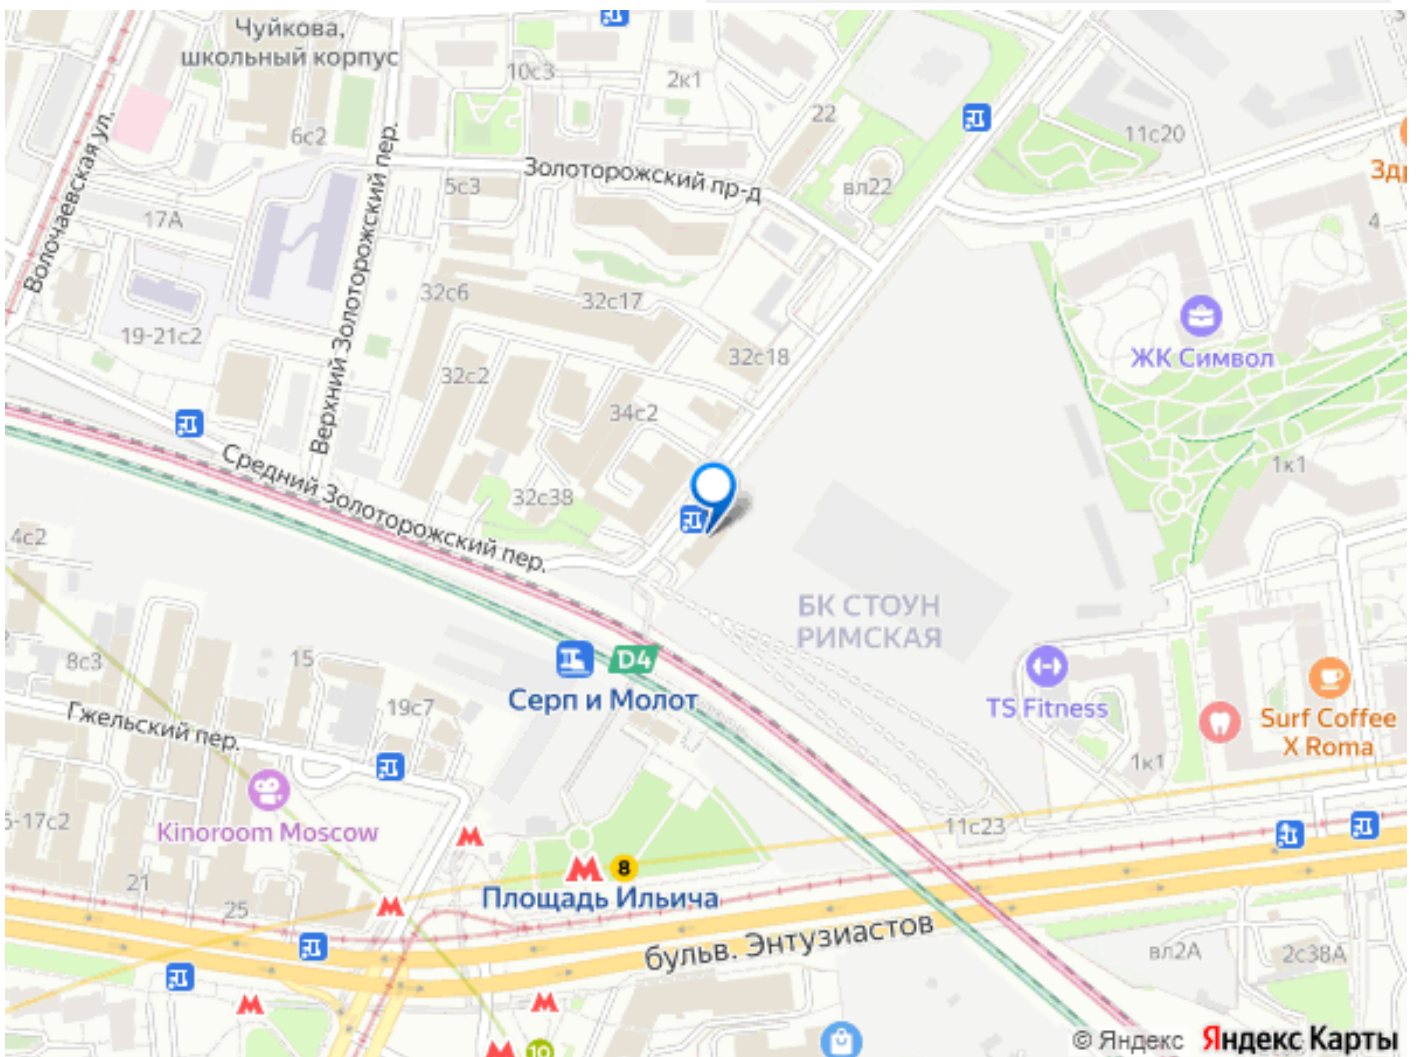 Чуйкова,
школьный корпус
10с3
2к1
22
11с20
Здр
6с2
Волочаевская ул.
Верхний Золоторожский пер.
5с3
Золоторожский пр-д
вл22
17А
4
32с6
32с17
19-21с2
ЖК Символ
32с18
32с2
34с2
1к1
Средний Золоторожский пер.
32с38
4с2
БК СТОУН
РИМСКАЯ
8с3
15
D4
Серп и Молот
19с7
TS Fitness
Surf Coffee
X Roma
Гжельский пер.
1к1
Kinoroom Moscow
-17с2
11с23
М
М
8
Площадь Ильича
21
25
М
бульв. Энтузиастов
вл2А
2с38А
М
М
М
10
© Яндекс Яндекс Карты